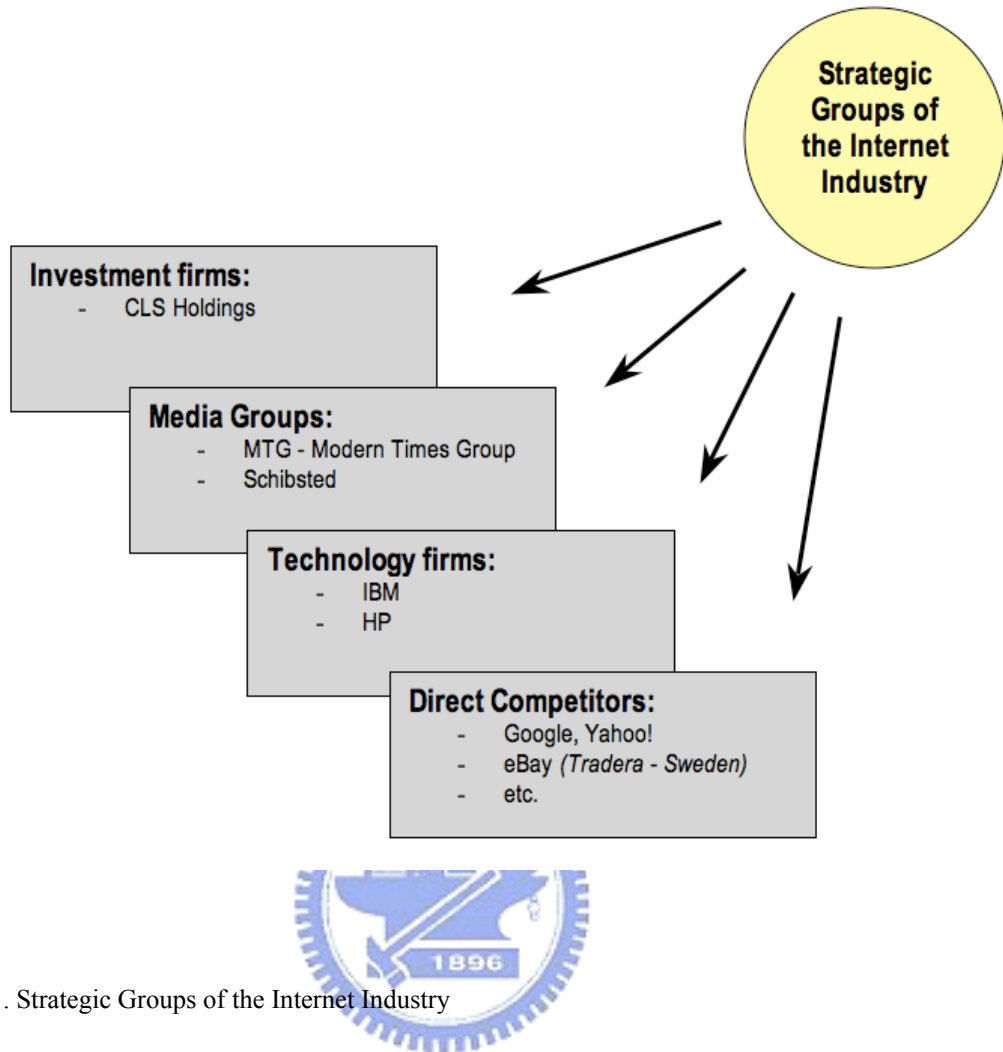 Strategic
Groups of
the Internet
Industry
Investment firms:
- CLS Holdings
Media Groups:
- MTG - Modern Times Group
- Schibsted
Technology firms:
- IBM
- HP
Direct Competitors:
- Google, Yahoo!
- eBay (Tradera - Sweden)
- etc.
1896
. Strategic Groups of the Internet Industry